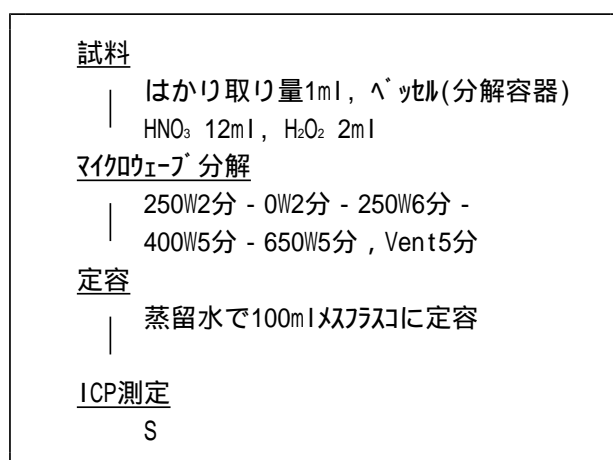 試料
はかり取り量1ml, ﾍﾞｯｾﾙ(分解容器)
HNO₃ 12ml, H₂O₂ 2ml
ﾏｲｸﾛｳｪｰﾌﾞ分解
250W2分 - 0W2分 - 250W6分 -
400W5分 - 650W5分 , Vent5分
定容
蒸留水で100mlﾒｽﾌﾗｽｺに定容
ICP測定
S